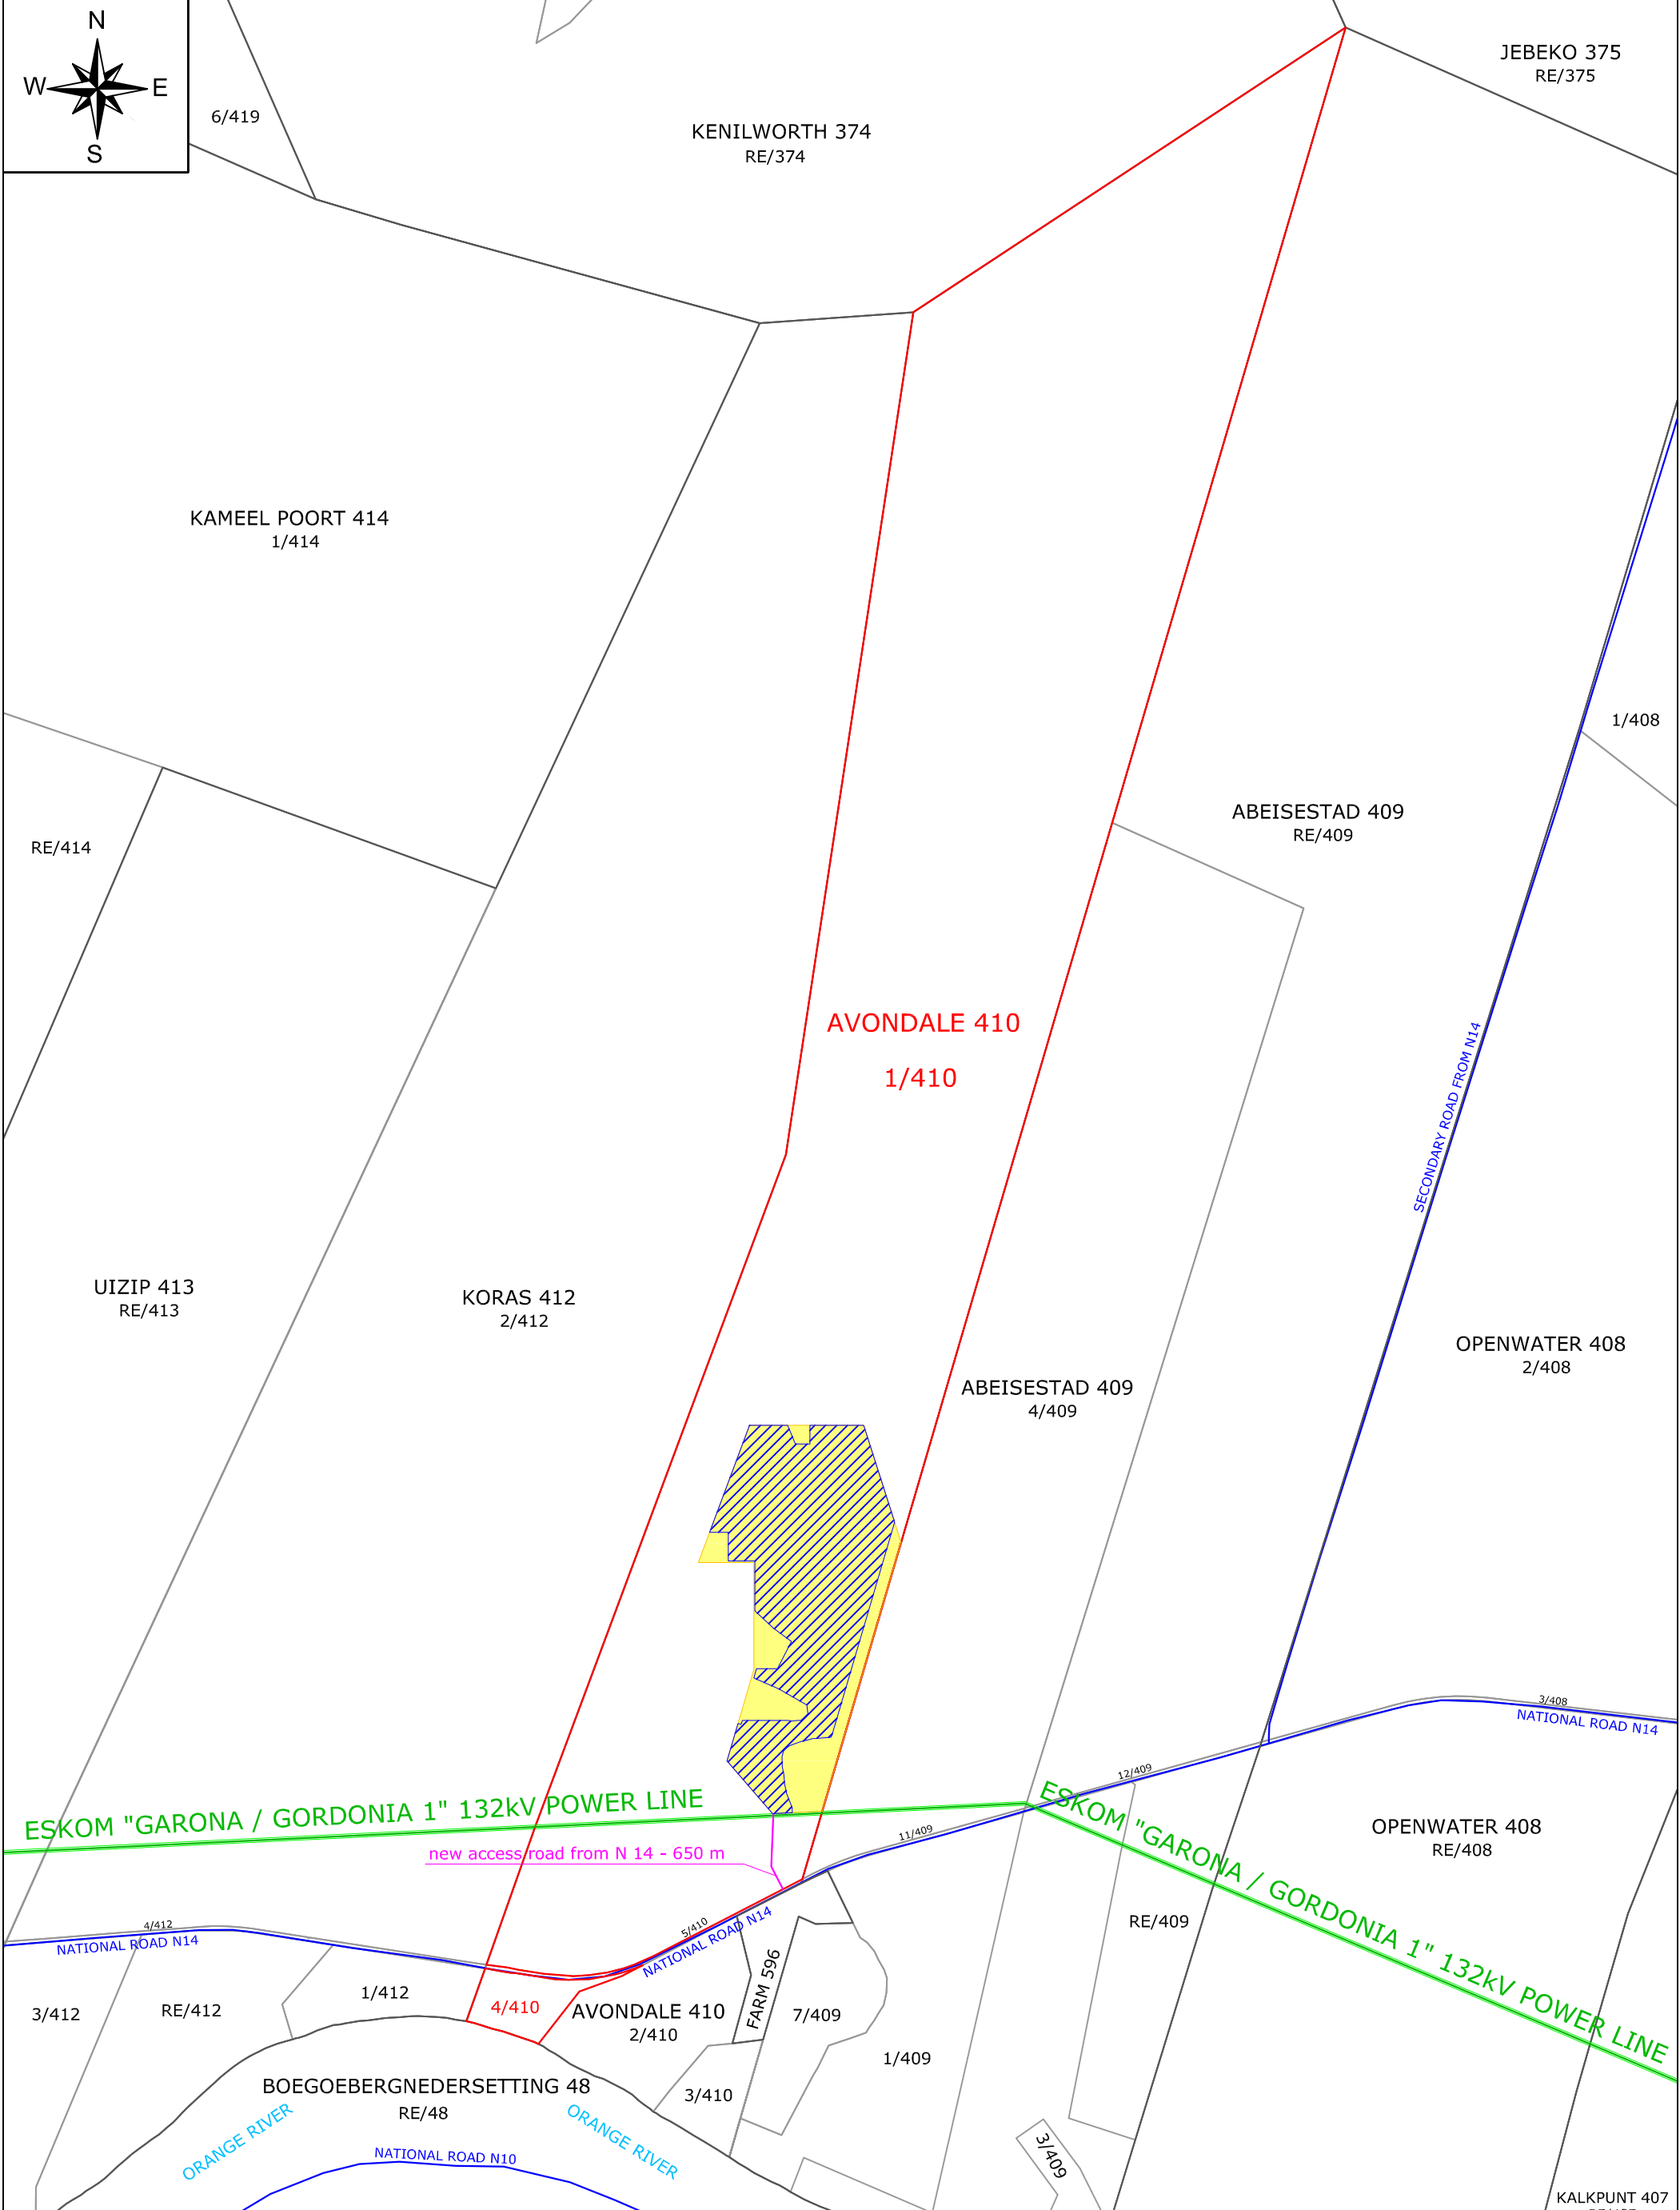 N
W
E
S
6/419
KENILWORTH 374
RE/374
JEBEKO 375
RE/375
KAMEEL POORT 414
1/414
1/408
RE/414
ABEISESTAD 409
RE/409
AVONDALE 410
1/410
SECONDARY ROAD FROM N14
UIZIP 413
RE/413
KORAS 412
2/412
OPENWATER 408
2/408
ABEISESTAD 409
4/409
3/408
NATIONAL ROAD N14
12/409
ESKOM "GARONA / GORDONIA 1" 132kV POWER LINE
ESKOM "GARONA / GORDONIA 1" 132kV POWER LINE
11/409
OPENWATER 408
RE/408
new access road from N 14 - 650 m
4/412
NATIONAL ROAD N14
5/410
NATIONAL ROAD N14
RE/409
3/412
RE/412
1/412
4/410
AVONDALE 410
2/410
FARM 596
7/409
1/409
BOEGOEBERGNEDERSETTING 48
RE/48
3/410
ORANGE RIVER
ORANGE RIVER
NATIONAL ROAD N10
3/409
KALKPUNT 407